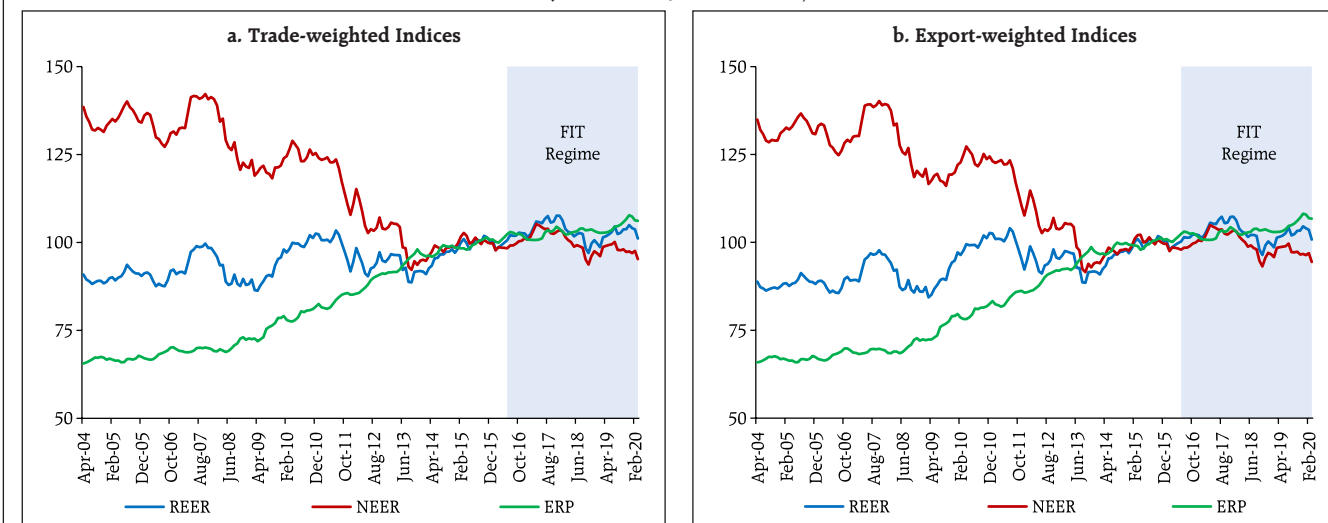 a. Trade-weighted Indices
150
125
100
75
50
FIT
Regime
Apr-04
Feb-05
Dec-05
Oct-06
Aug-07
Jun-08
Apr-09
Feb-10
Dec-10
Oct-11
Aug-12
Jun-13
Apr-14
Feb-15
Dec-15
Oct-16
Aug-17
Jun-18
Apr-19
Feb-20
REER NEER ERP
b. Export-weighted Indices
150
125
100
75
50
FIT
Regime
Apr-04
Feb-05
Dec-05
Oct-06
Aug-07
Jun-08
Apr-09
Feb-10
Dec-10
Oct-11
Aug-12
Jun-13
Apr-14
Feb-15
Dec-15
Oct-16
Aug-17
Jun-18
Apr-19
Feb-20
REER NEER ERP